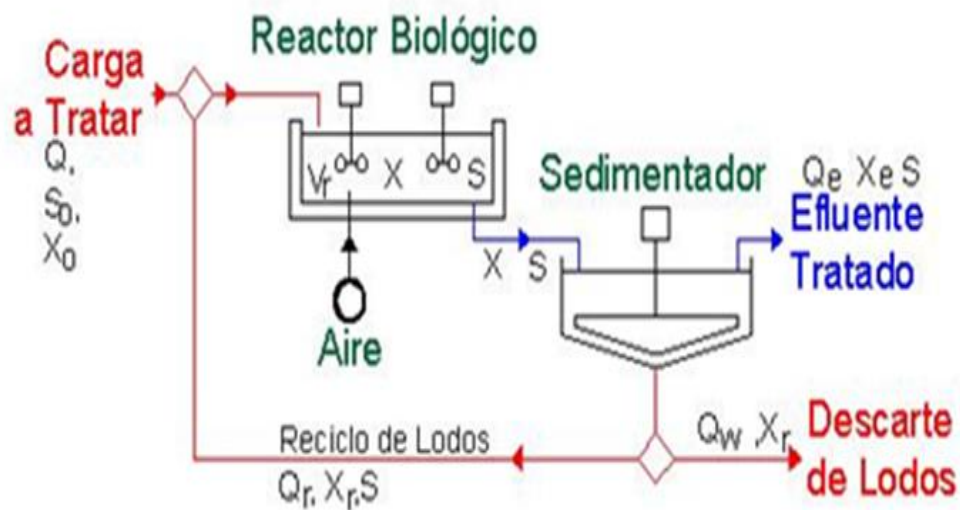 Reactor Biológico
Carga
a Tratar
Q.
S0.
X0
Vr X S
Sedimentador
Qe Xe S
Efluente
Tratado
X S
Aire
Reciclo de Lodos
Qr. Xr.S
Qw .Xr
Descarte
de Lodos